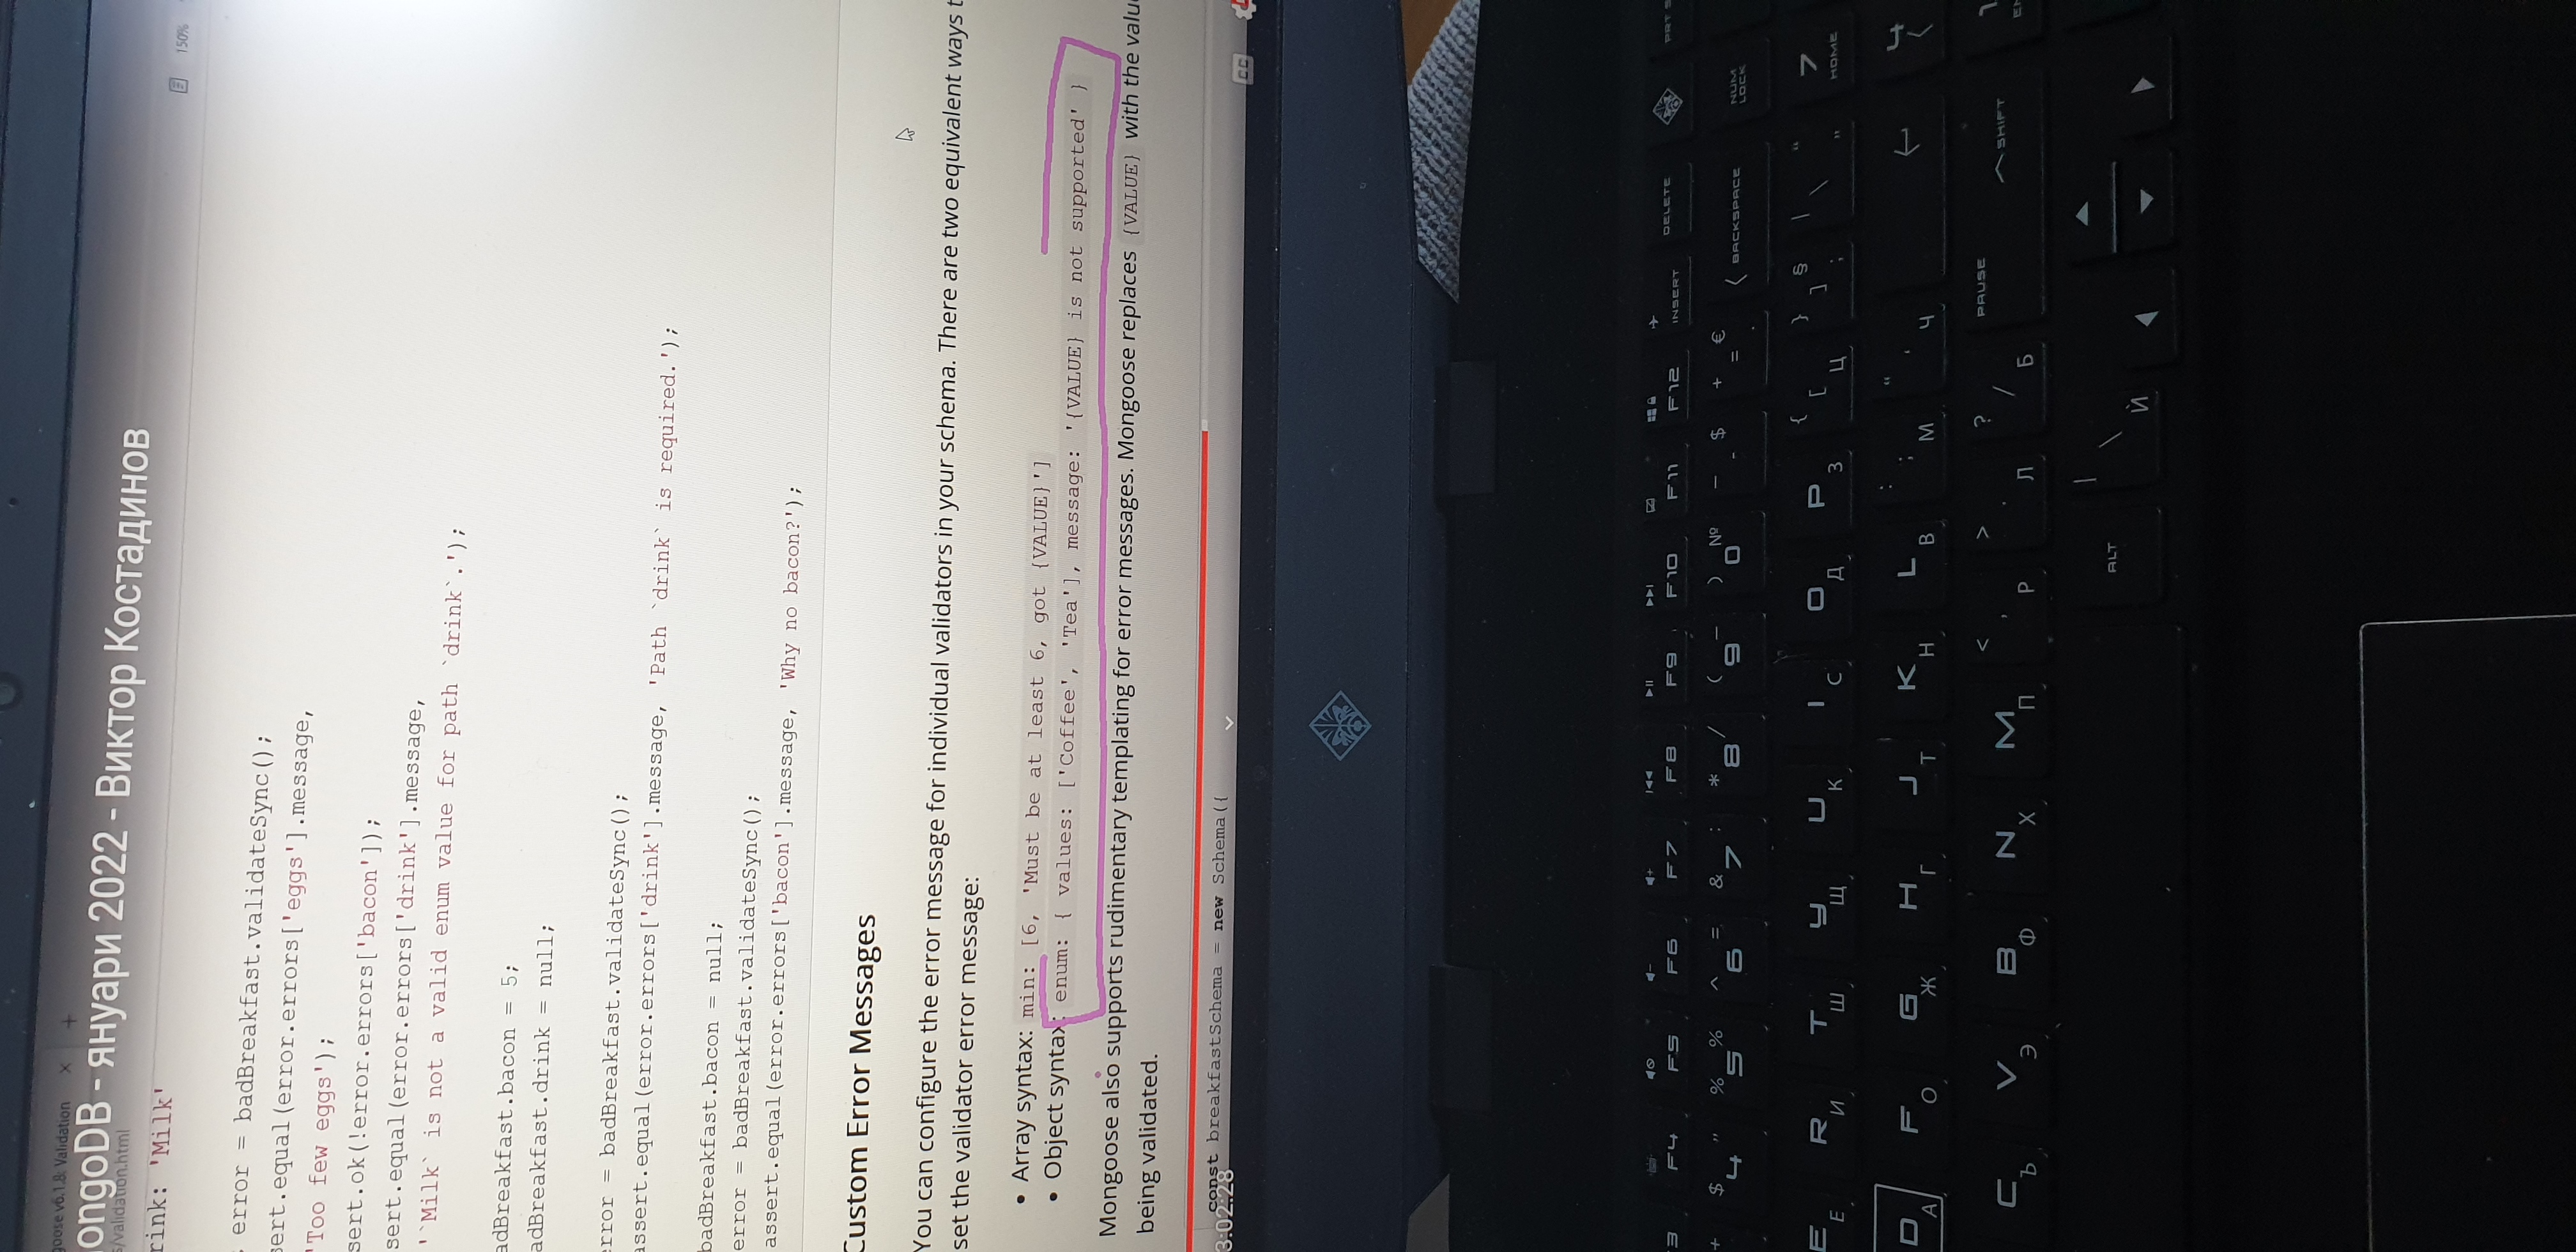 goose v6.1.8: Validation × +
ongoDB - януари 2022 - Виктор Костадинов
s/validation.html
rink: 'Milk'
150%
error = badBreakfast.validateSync();
sert.equal(error.errors['eggs'].message,
'Too few eggs');
sert.ok(!error.errors['bacon']);
sert.equal(error.errors['drink'].message,
'`Milk` is not a valid enum value for path `drink`.');
adBreakfast.bacon = 5;
adBreakfast.drink = null;
error = badBreakfast.validateSync();
assert.equal(error.errors['drink'].message, 'Path `drink` is required.');
badBreakfast.bacon = null;
error = badBreakfast.validateSync();
assert.equal(error.errors['bacon'].message, 'Why no bacon?');
Custom Error Messages
You can configure the error message for individual validators in your schema. There are two equivalent ways t
set the validator error message:
• Array syntax: min: [6, 'Must be at least 6, got {VALUE}']
• Object syntax: enum: { values: ['Coffee', 'Tea'], message: '{VALUE} is not supported' }
Mongoose also supports rudimentary templating for error messages. Mongoose replaces {VALUE} with the valu
being validated.
const breakfastSchema = new Schema({
3:02:28
CC
3 F4 F5 F6 F7 F8 F9 F10 F11 F12 INSERT DELETE PRT S
+ $ 4 " % 5 % ^ 6 = & 7 : * 8 / ( 9 – ) 0 № – - $ + = € . BACKSPACE NUM LOCK
E Е R И T Ш Y Щ U К I С O Д P З { [ Ц } ] § ; | \ " „ 7 HOME
D А F О G Ж H Г J Т K Н L В : ; М “ ' Ч 4
C Ъ V Э B Ф N Х M П < , Р > . Л ? / Б PAUSE SHIFT 1
ALT | \ Ѝ